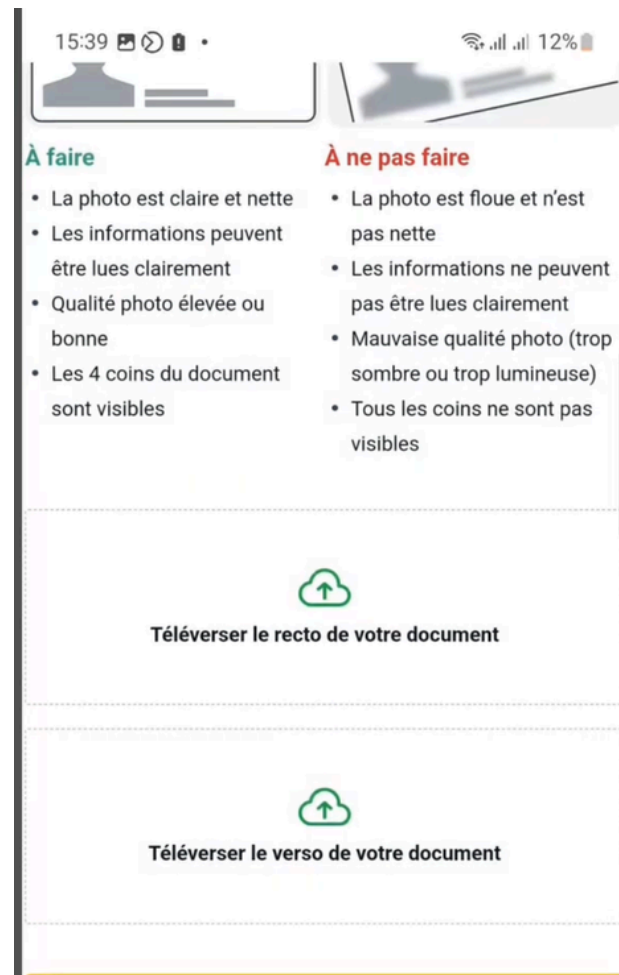 15:39 12%
À faire
• La photo est claire et nette
• Les informations peuvent
être lues clairement
• Qualité photo élevée ou
bonne
• Les 4 coins du document
sont visibles
À ne pas faire
• La photo est floue et n’est
pas nette
• Les informations ne peuvent
pas être lues clairement
• Mauvaise qualité photo (trop
sombre ou trop lumineuse)
• Tous les coins ne sont pas
visibles
Téléverser le recto de votre document
Téléverser le verso de votre document